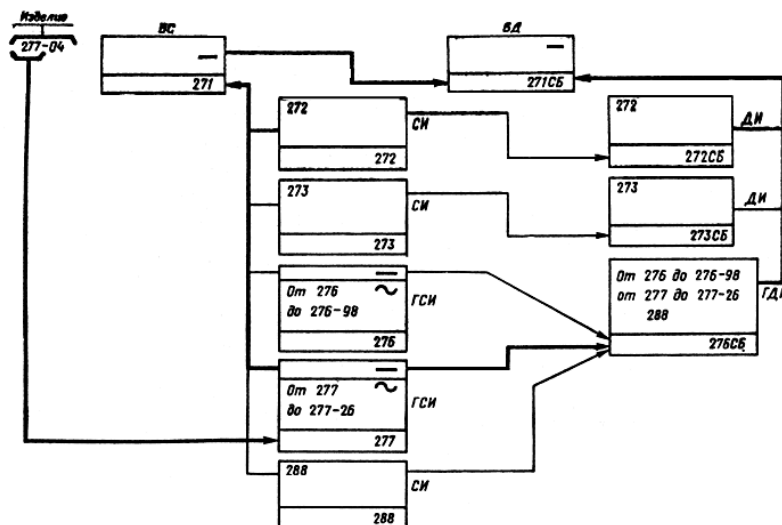 Изделие
277-04
ВС
271
ВД
271СБ
272
272
СИ
272
272СБ
ДИ
273
273
СИ
273
273СБ
ДИ
От 276
до 276-98
276
ГСИ
От 276 до 276-98
от 277 до 277-26
288
276СБ
ГДИ
От 277
до 277-26
277
ГСИ
288
288
СИ